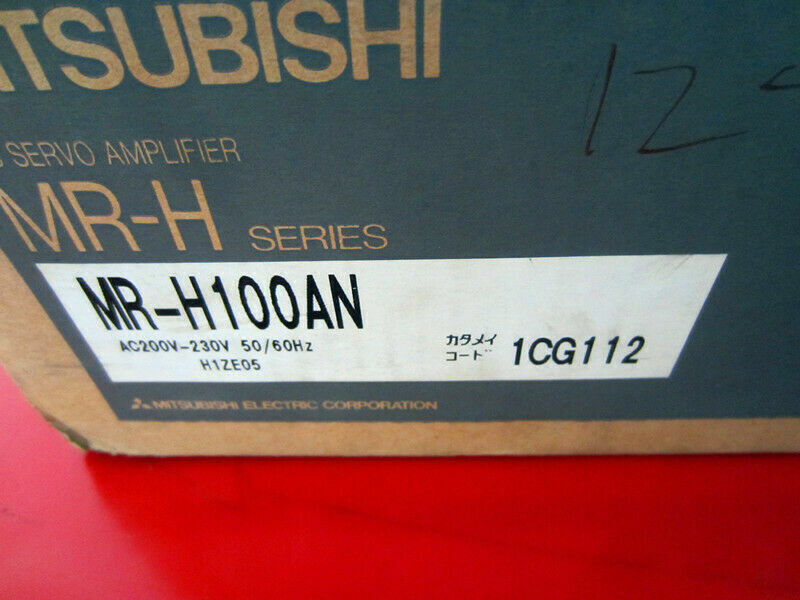 MITSUBISHI
12
SERVO AMPLIFIER
MR-H SERIES
MR-H100AN
AC200V-230V 50/60Hz
H1ZE05
カタメイ
コード 1CG112
MITSUBISHI ELECTRIC CORPORATION